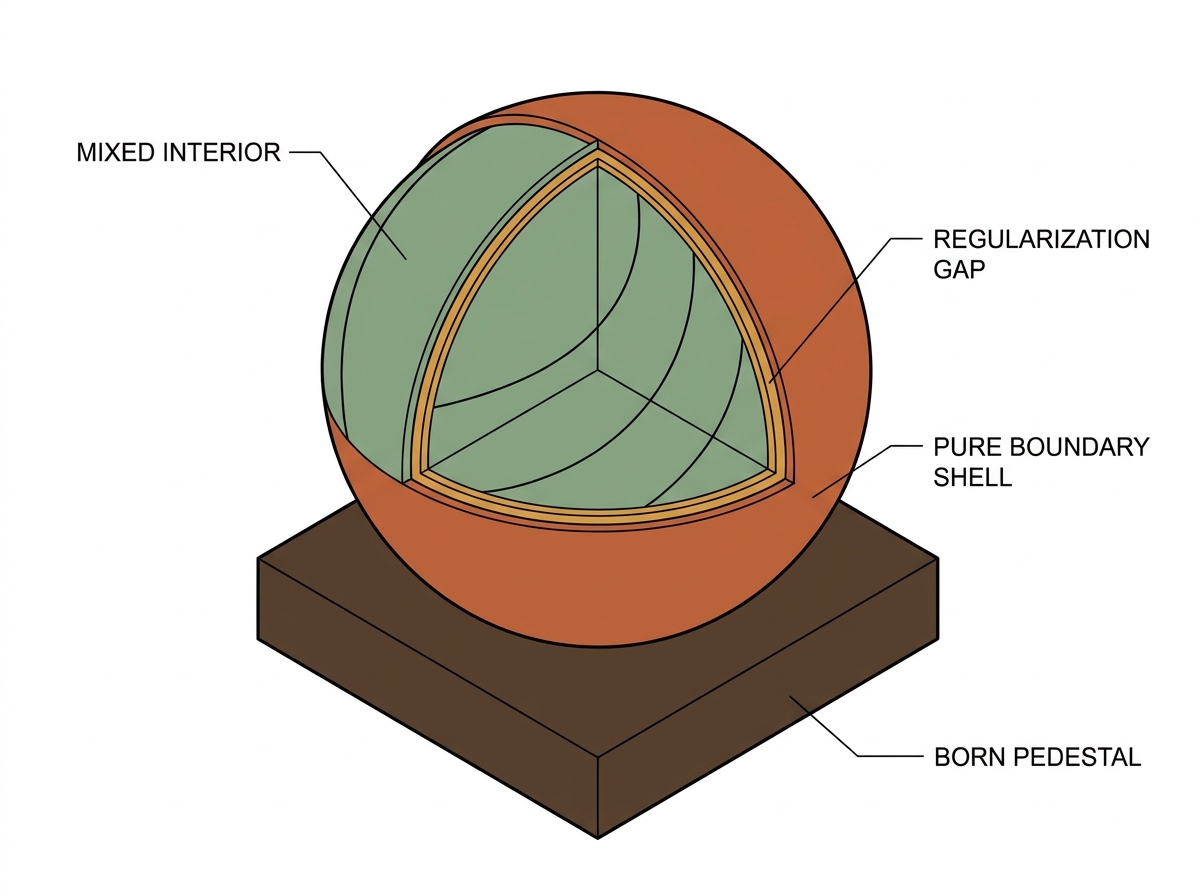 MIXED INTERIOR
REGULARIZATION
GAP
PURE BOUNDARY
SHELL
BORN PEDESTAL